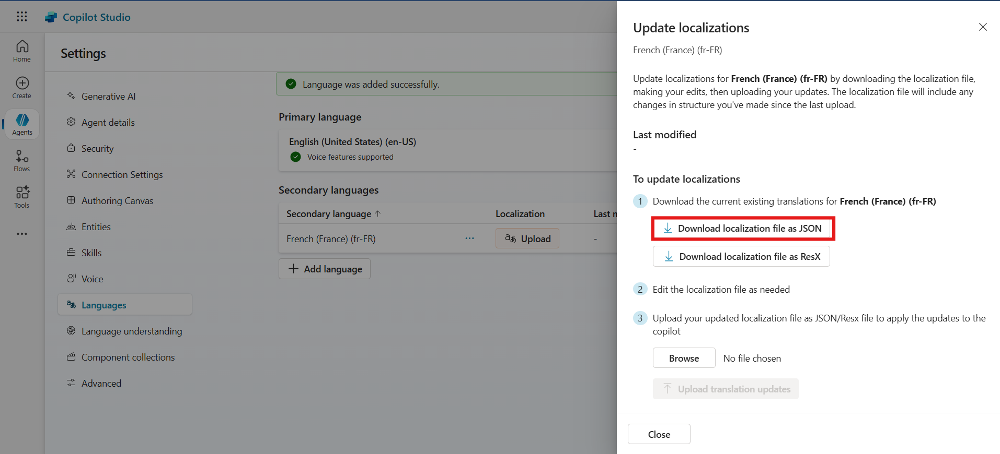 Copilot Studio
Home
Create
Agents
Flows
Tools
Settings
Generative AI
Agent details
Security
Connection Settings
Authoring Canvas
Entities
Skills
Voice
Languages
Language understanding
Component collections
Advanced
Language was added successfully.
Primary language
English (United States) (en-US)
Voice features supported
Secondary languages
Secondary language ↑ Localization Last
French (France) (fr-FR) ... Upload -
Add language
Update localizations
French (France) (fr-FR)
Update localizations for French (France) (fr-FR) by downloading the localization file,
making your edits, then uploading your updates. The localization file will include any
changes in structure you've made since the last upload.
Last modified
-
To update localizations
1 Download the current existing translations for French (France) (fr-FR)
Download localization file as JSON
Download localization file as ResX
2 Edit the localization file as needed
3 Upload your updated localization file as JSON/Resx file to apply the updates to the
copilot
Browse No file chosen
Upload translation updates
Close